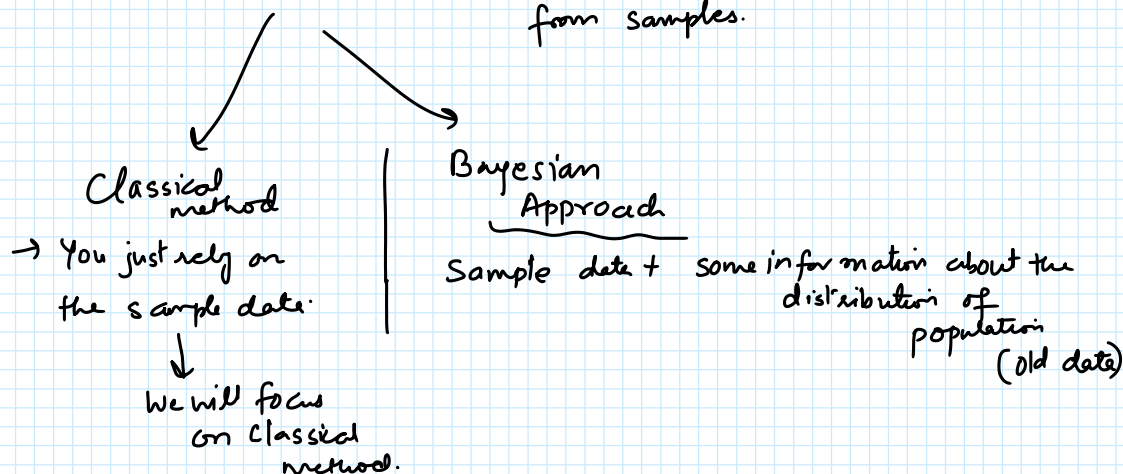 from samples.
Classical
method
→ You just rely on
the sample data.
We will focus
on classical
method.
Bayesian
Approach
Sample data + some information about the
distribution of
population
(old data)